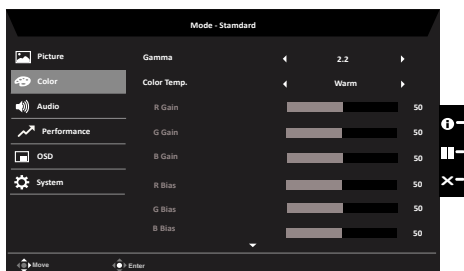 Mode - Standard
Picture
Gamma 2.2
Color
Color Temp. Warm
Audio
R Gain 50
Performance
G Gain 50
OSD
B Gain 50
System
R Bias 50
G Bias 50
B Bias 50
Move Enter